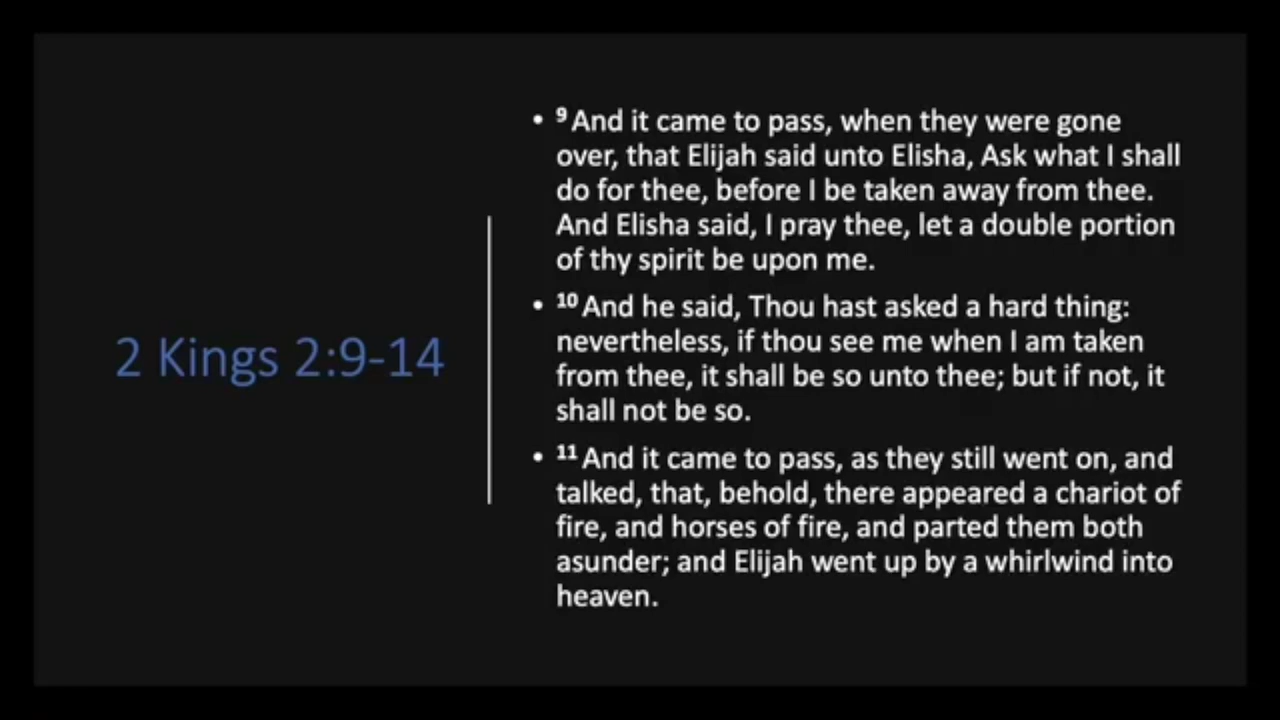 2 Kings 2:9-14
• ⁹ And it came to pass, when they were gone
over, that Elijah said unto Elisha, Ask what I shall
do for thee, before I be taken away from thee.
And Elisha said, I pray thee, let a double portion
of thy spirit be upon me.
• ¹⁰ And he said, Thou hast asked a hard thing:
nevertheless, if thou see me when I am taken
from thee, it shall be so unto thee; but if not, it
shall not be so.
• ¹¹ And it came to pass, as they still went on, and
talked, that, behold, there appeared a chariot of
fire, and horses of fire, and parted them both
asunder; and Elijah went up by a whirlwind into
heaven.